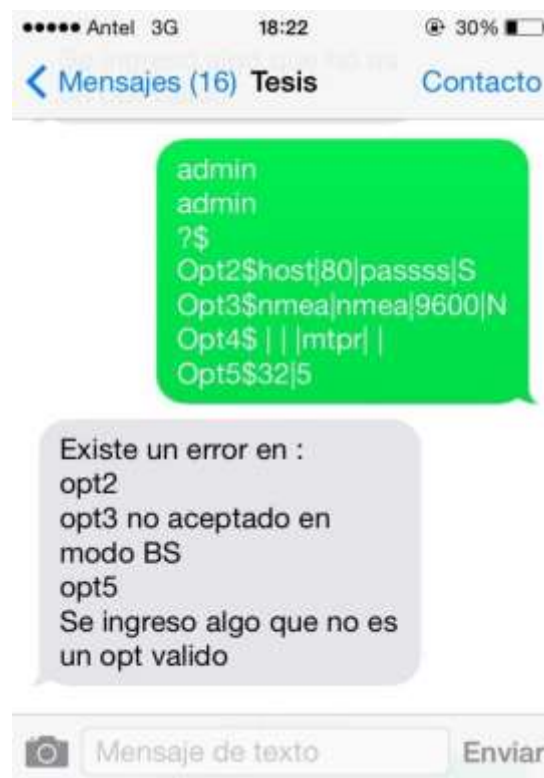 Antel 3G 18:22 30%
Mensajes (16) Tesis Contacto
admin
admin
?$
Opt2$host|80|passss|S
Opt3$nmea|nmea|9600|N
Opt4$ | | |mtpr| |
Opt5$32|5
Existe un error en :
opt2
opt3 no aceptado en
modo BS
opt5
Se ingreso algo que no es
un opt valido
Mensaje de texto Enviar